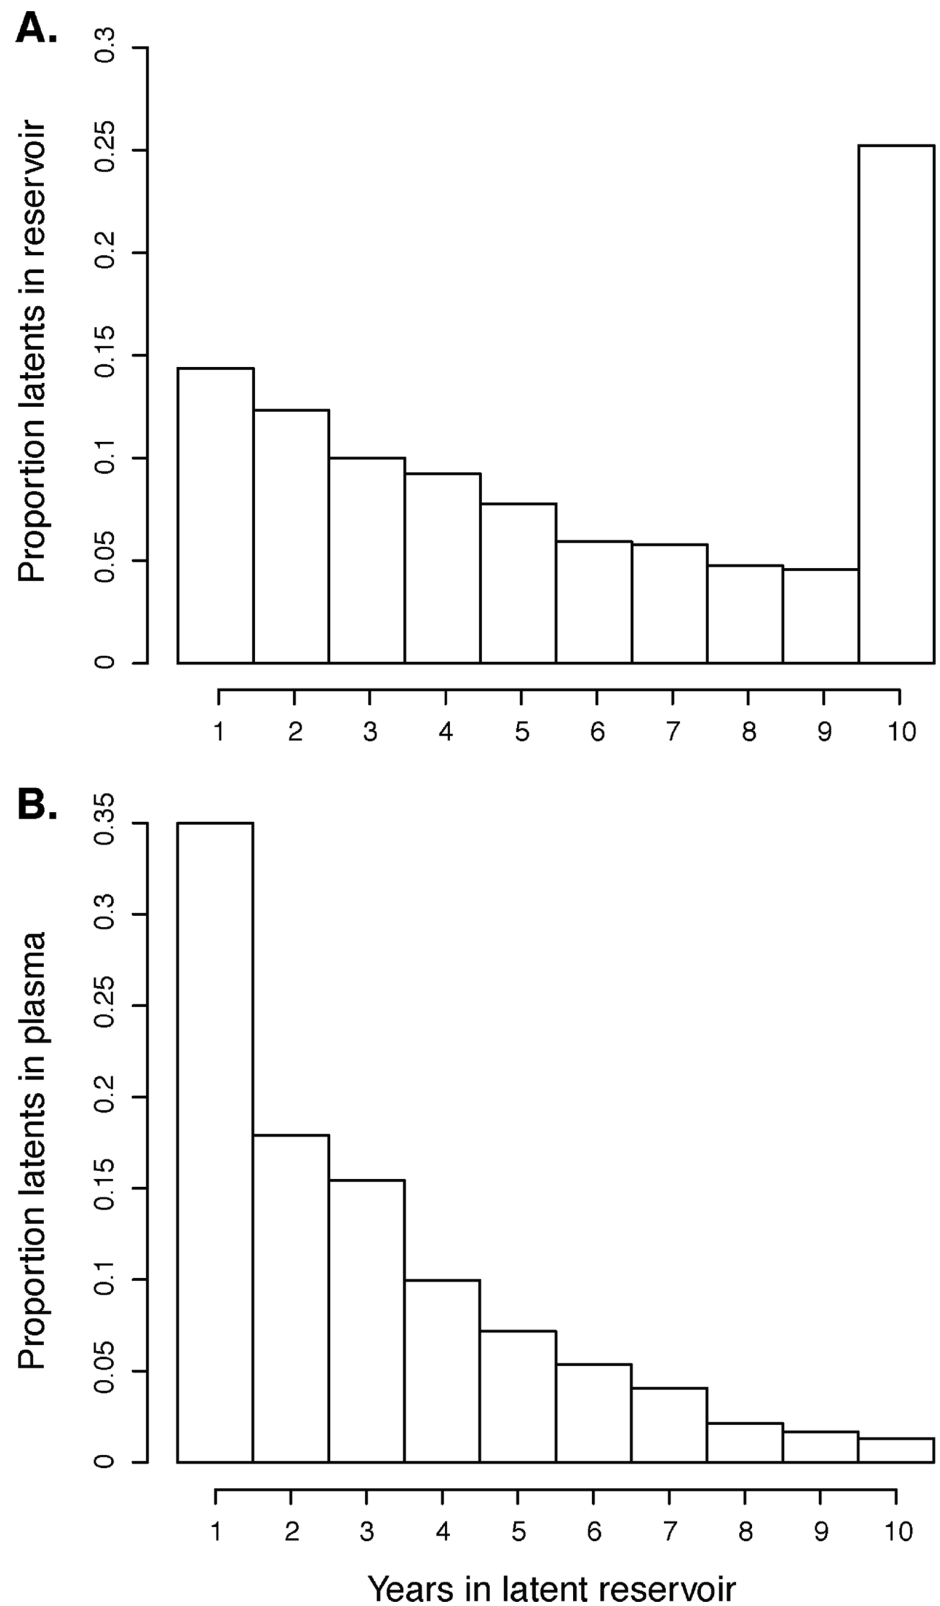 A.
Proportion latents in reservoir
0.3
0.25
0.2
0.15
0.1
0.05
0
1 2 3 4 5 6 7 8 9 10
B.
Proportion latents in plasma
0.35
0.3
0.25
0.2
0.15
0.1
0.05
0
1 2 3 4 5 6 7 8 9 10
Years in latent reservoir